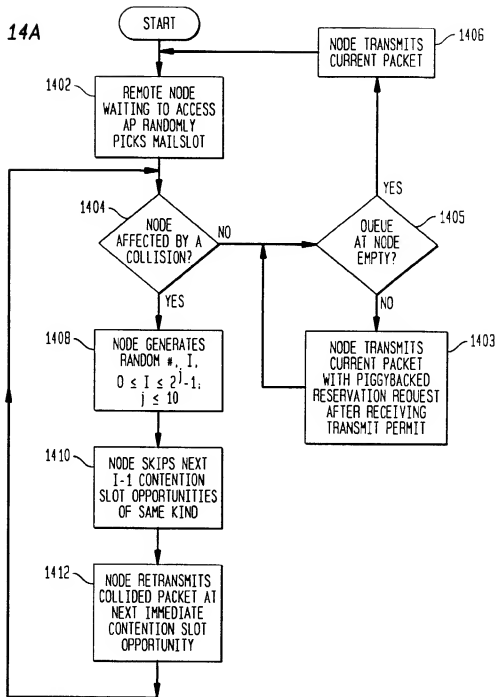 14A
START
1402
REMOTE NODE
WAITING TO ACCESS
AP RANDOMLY
PICKS MAILSLOT
1404
NODE
AFFECTED BY A
COLLISION?
NO
YES
1408
NODE GENERATES
RANDOM #, I,
0 ≤ I ≤ 2^j-1;
j ≤ 10
1410
NODE SKIPS NEXT
I-1 CONTENTION
SLOT OPPORTUNITIES
OF SAME KIND
1412
NODE RETRANSMITS
COLLIDED PACKET AT
NEXT IMMEDIATE
CONTENTION SLOT
OPPORTUNITY
1406
NODE TRANSMITS
CURRENT PACKET
YES
1405
QUEUE
AT NODE
EMPTY?
NO
1403
NODE TRANSMITS
CURRENT PACKET
WITH PIGGYBACKED
RESERVATION REQUEST
AFTER RECEIVING
TRANSMIT PERMIT